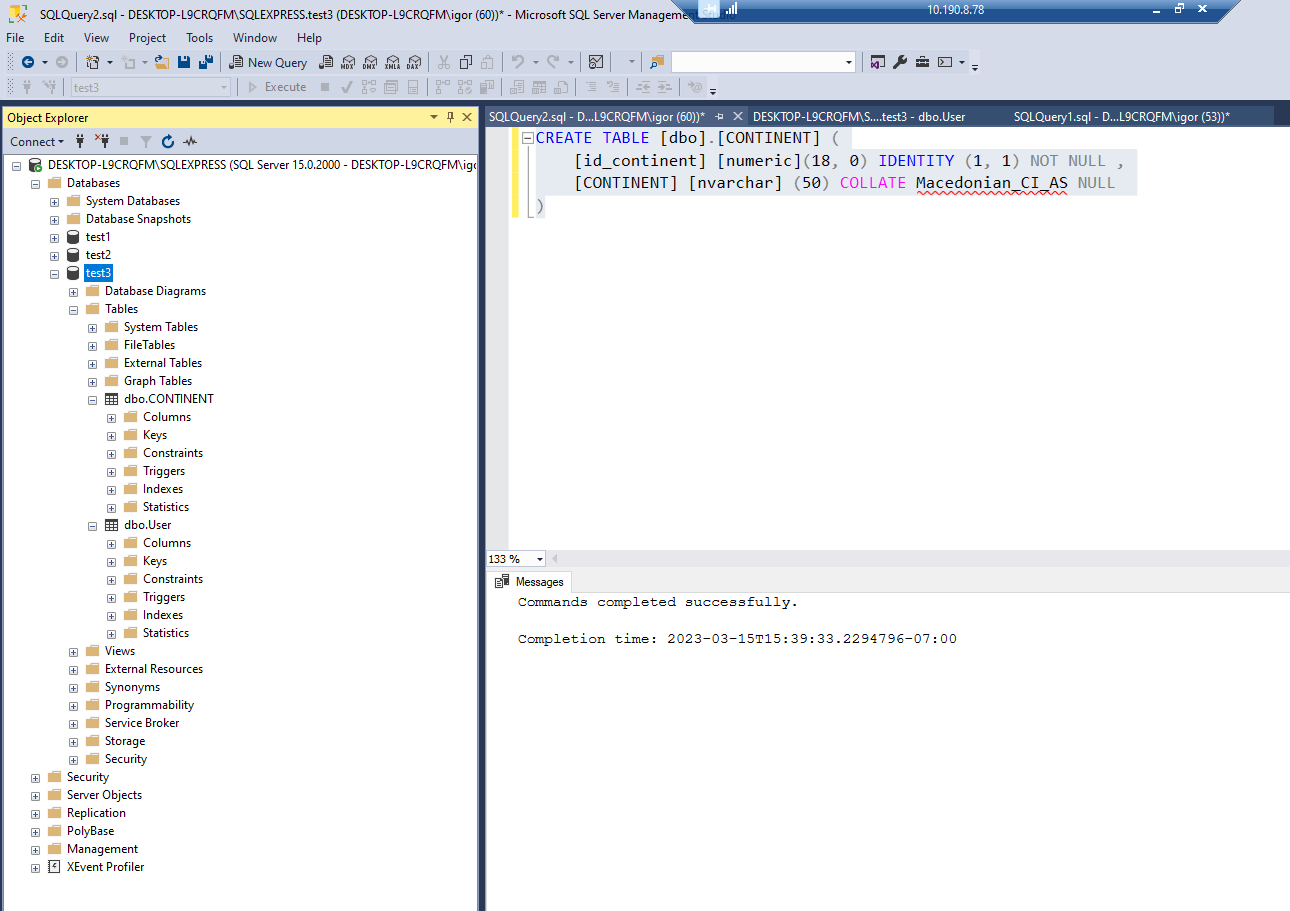 SQLQuery2.sql - DESKTOP-L9CRQFM\SQLEXPRESS.test3 (DESKTOP-L9CRQFM\igor (60))* - Microsoft SQL Server Management
10.190.8.78
File Edit View Project Tools Window Help
New Query MDX DMX XMLA DAX
test3 Execute
Object Explorer
Connect
DESKTOP-L9CRQFM\SQLEXPRESS (SQL Server 15.0.2000 - DESKTOP-L9CRQFM\igo
Databases
System Databases
Database Snapshots
test1
test2
test3
Database Diagrams
Tables
System Tables
FileTables
External Tables
Graph Tables
dbo.CONTINENT
Columns
Keys
Constraints
Triggers
Indexes
Statistics
dbo.User
Columns
Keys
Constraints
Triggers
Indexes
Statistics
Views
External Resources
Synonyms
Programmability
Service Broker
Storage
Security
Security
Server Objects
Replication
PolyBase
Management
XEvent Profiler
SQLQuery2.sql - D...L9CRQFM\igor (60))* DESKTOP-L9CRQFM\S....test3 - dbo.User SQLQuery1.sql - D...L9CRQFM\igor (53))*
CREATE TABLE [dbo].[CONTINENT] (
[id_continent] [numeric](18, 0) IDENTITY (1, 1) NOT NULL ,
[CONTINENT] [nvarchar] (50) COLLATE Macedonian_CI_AS NULL
)
133 %
Messages
Commands completed successfully.
Completion time: 2023-03-15T15:39:33.2294796-07:00